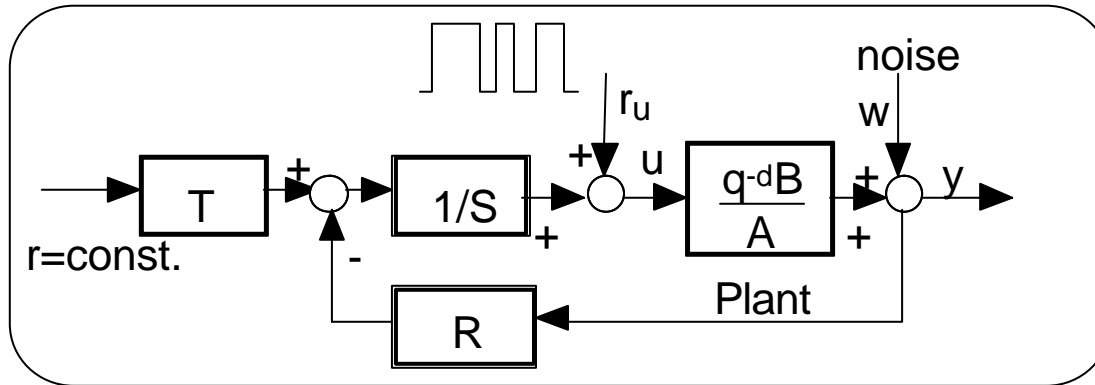 noise
w
r_u
+
u
q^-d B
A
+
+
y
T
+
-
1/S
+
r=const.
R
Plant